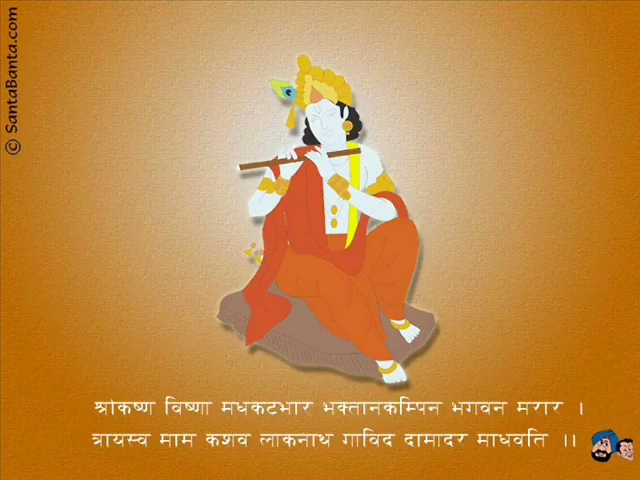 © SantaBanta.com
श्रीकष्ण विष्णा मधकटभार भक्तानकम्पिन भगवन मरार ।
त्रायस्व माम कशव लाकनाथ गाविद दामादर माधवति ।।